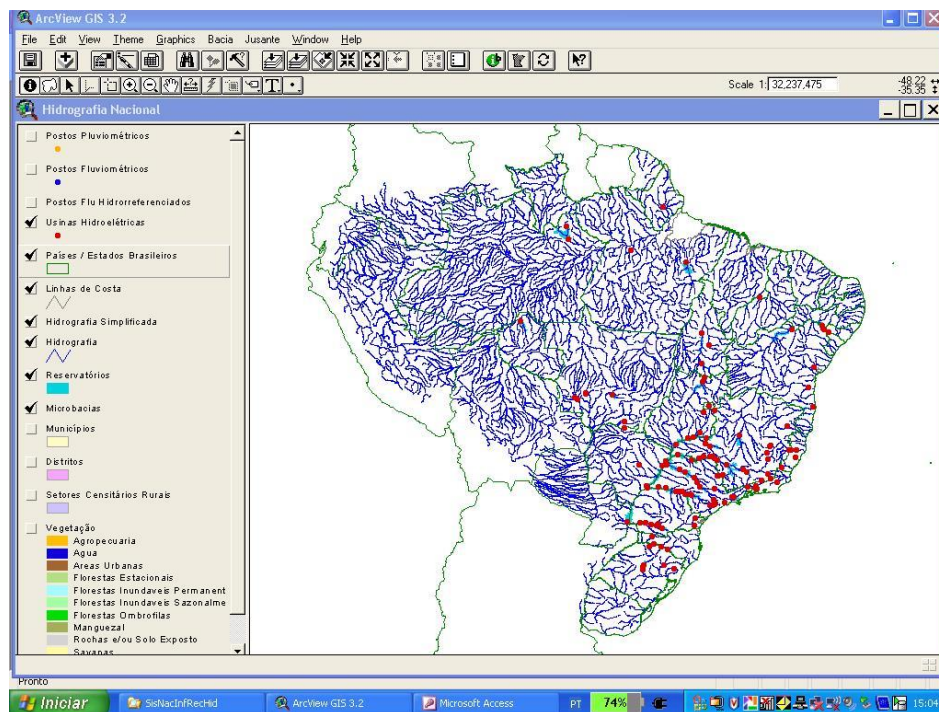 ArcView GIS 3.2
File Edit View Theme Graphics Bacia Jusante Window Help
Scale 1: 32,237,475
-48.22
-35.35
Hidrografia Nacional
Postos Pluviométricos
Postos Fluviométricos
Postos Flu Hidrorreferenciados
Usinas Hidroelétricas
Países / Estados Brasileiros
Linhas de Costa
Hidrografia Simplificada
Hidrografia
Reservatórios
Microbacias
Municípios
Distritos
Setores Censitários Rurais
Vegetação
Agropecuaria
Agua
Areas Urbanas
Florestas Estacionais
Florestas Inundaveis Permanent
Florestas Inundaveis Sazonalme
Florestas Ombrofilas
Manguezal
Rochas e/ou Solo Exposto
Savanas
Pronto
Iniciar SisNacInfRecHid ArcView GIS 3.2 Microsoft Access PT 74% 15:04